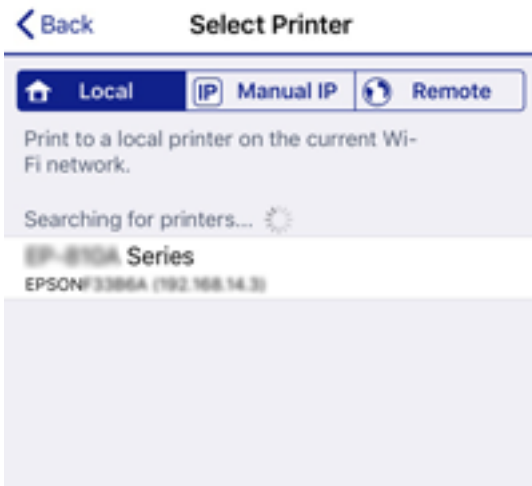 Back
Select Printer
Local
IP Manual IP
Remote
Print to a local printer on the current Wi-
Fi network.
Searching for printers...
Series
EPSON